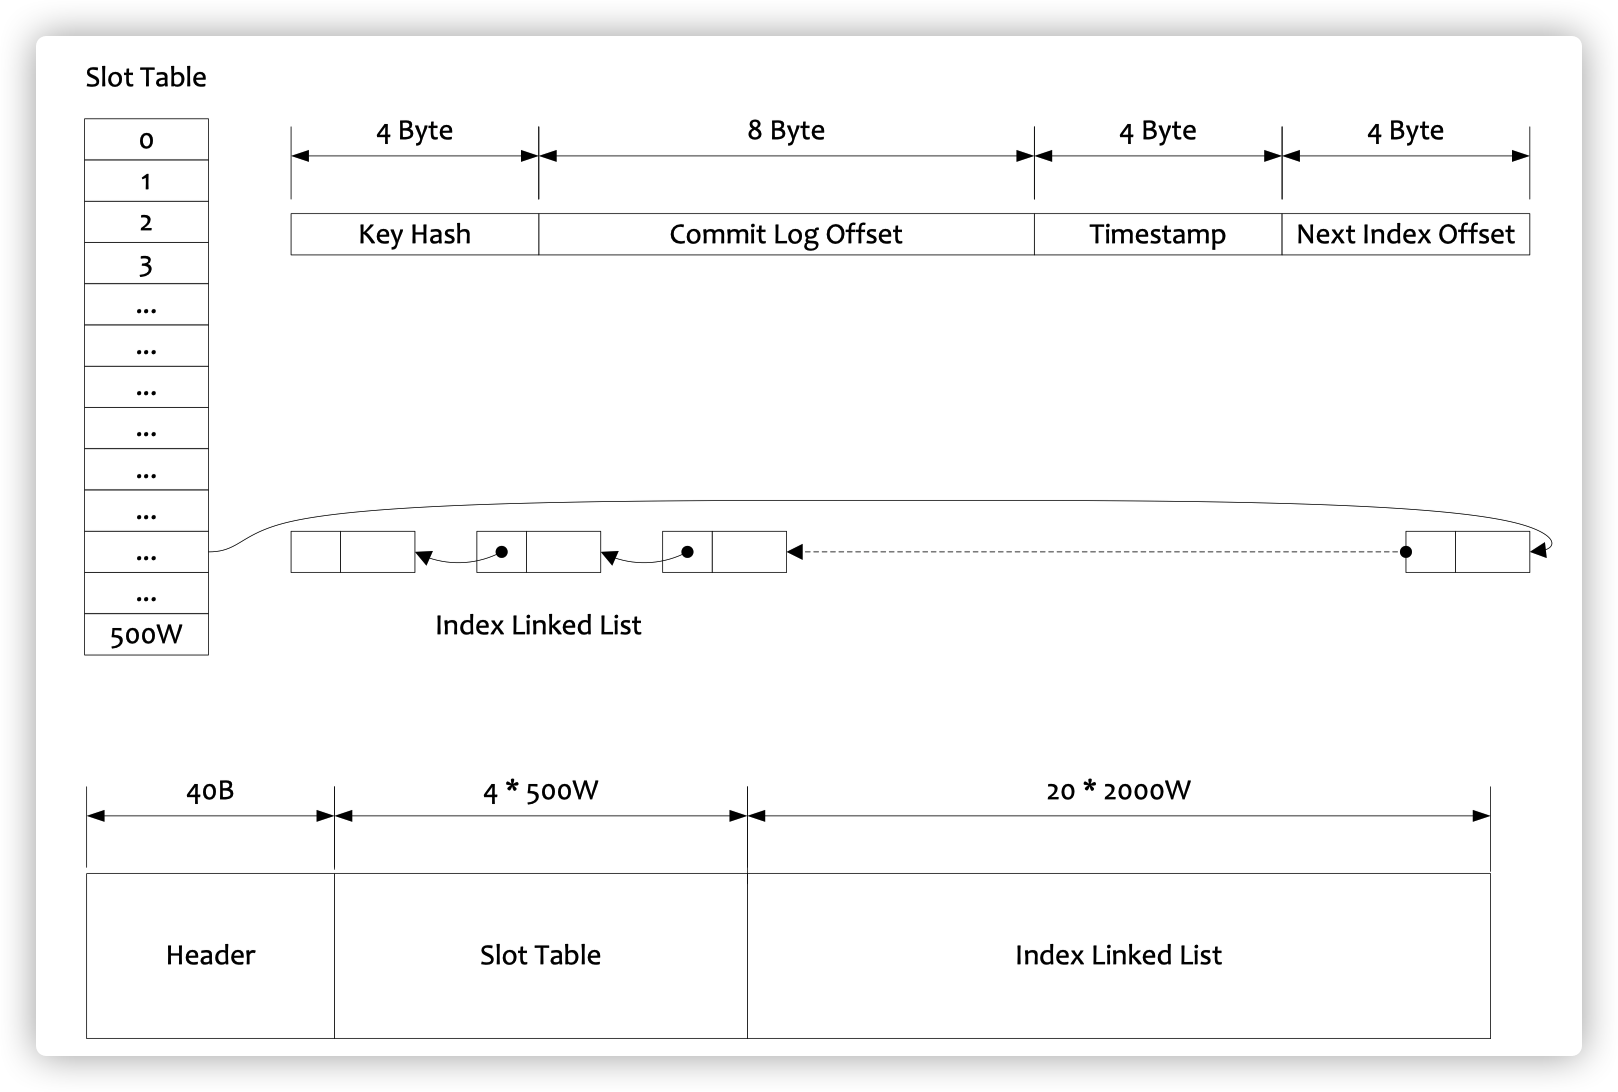 Slot Table
0
1
2
3
...
...
...
...
...
...
...
...
500W
4 Byte
8 Byte
4 Byte
4 Byte
Key Hash
Commit Log Offset
Timestamp
Next Index Offset
Index Linked List
40B
4 * 500W
20 * 2000W
Header
Slot Table
Index Linked List